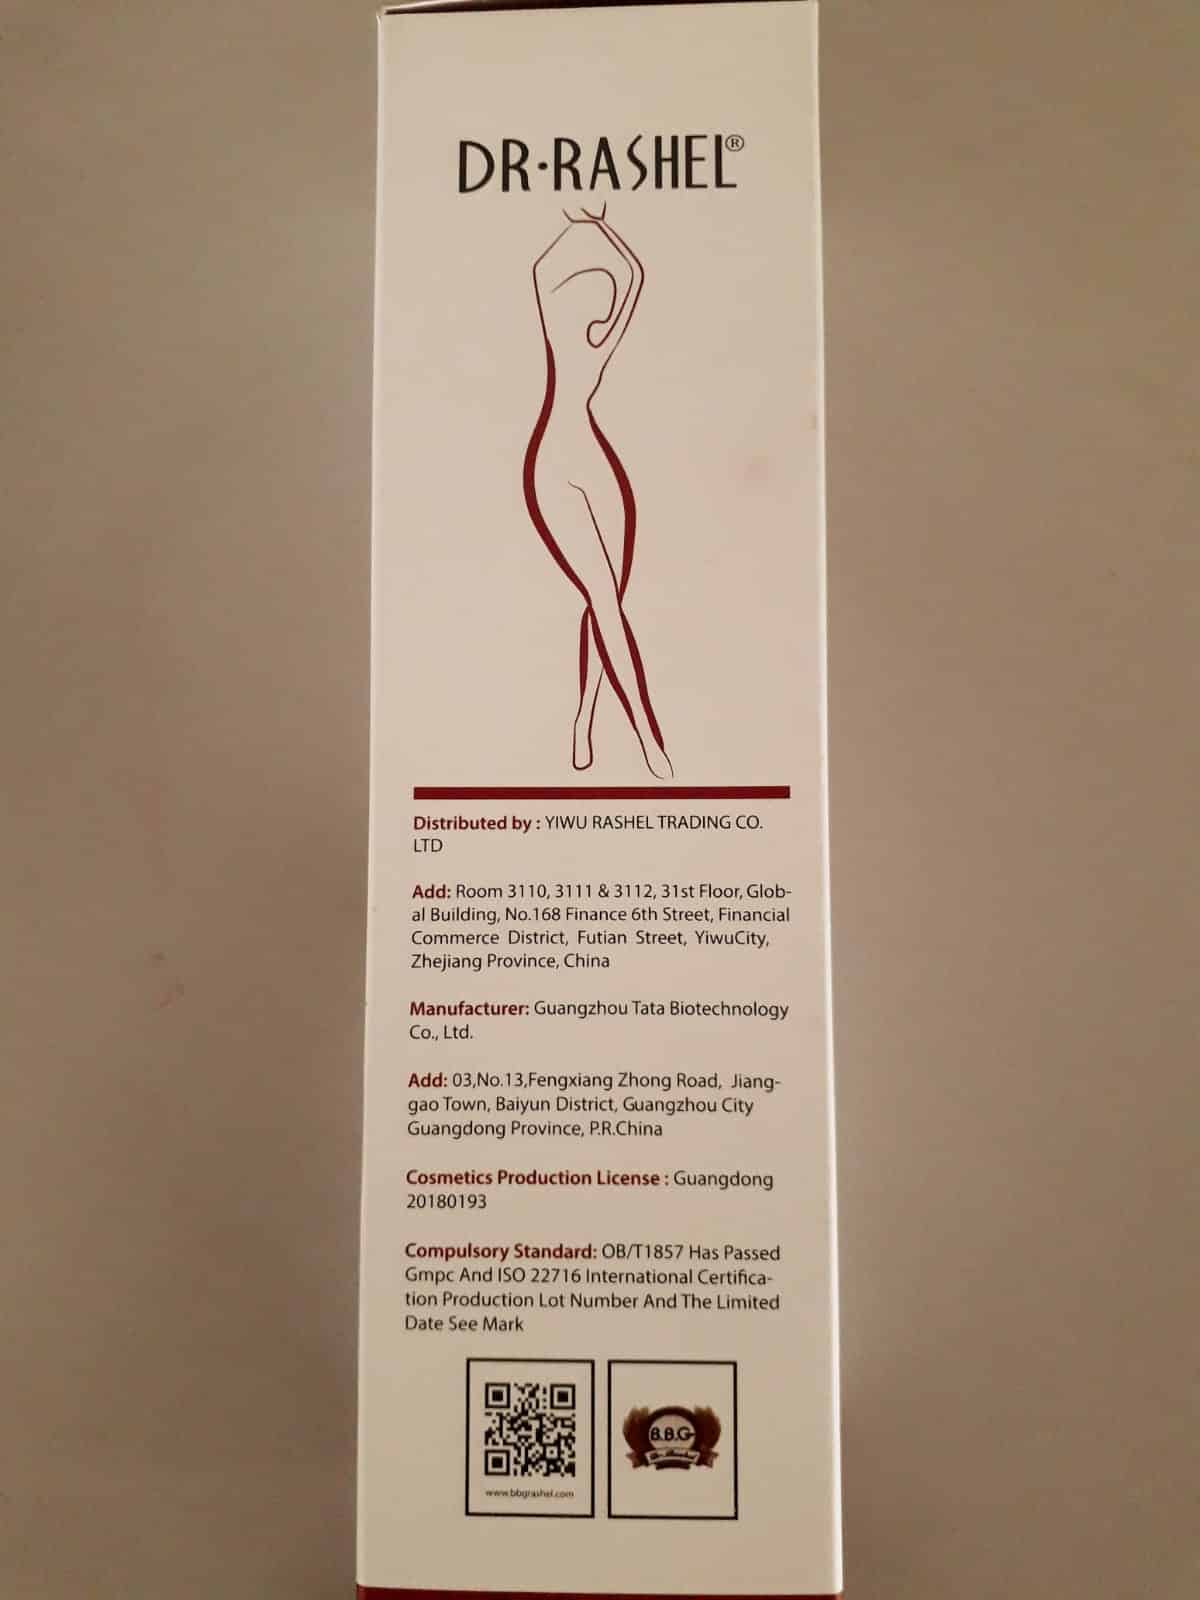 DR·RASHEL®
Distributed by : YIWU RASHEL TRADING CO.
LTD
Add: Room 3110, 3111 & 3112, 31st Floor, Glob-
al Building, No.168 Finance 6th Street, Financial
Commerce District, Futian Street, YiwuCity,
Zhejiang Province, China
Manufacturer: Guangzhou Tata Biotechnology
Co., Ltd.
Add: 03,No.13,Fengxiang Zhong Road, Jiang-
gao Town, Baiyun District, Guangzhou City
Guangdong Province, P.R.China
Cosmetics Production License : Guangdong
20180193
Compulsory Standard: OB/T1857 Has Passed
Gmpc And ISO 22716 International Certifica-
tion Production Lot Number And The Limited
Date See Mark
www.bbgrashel.com
B.B.G